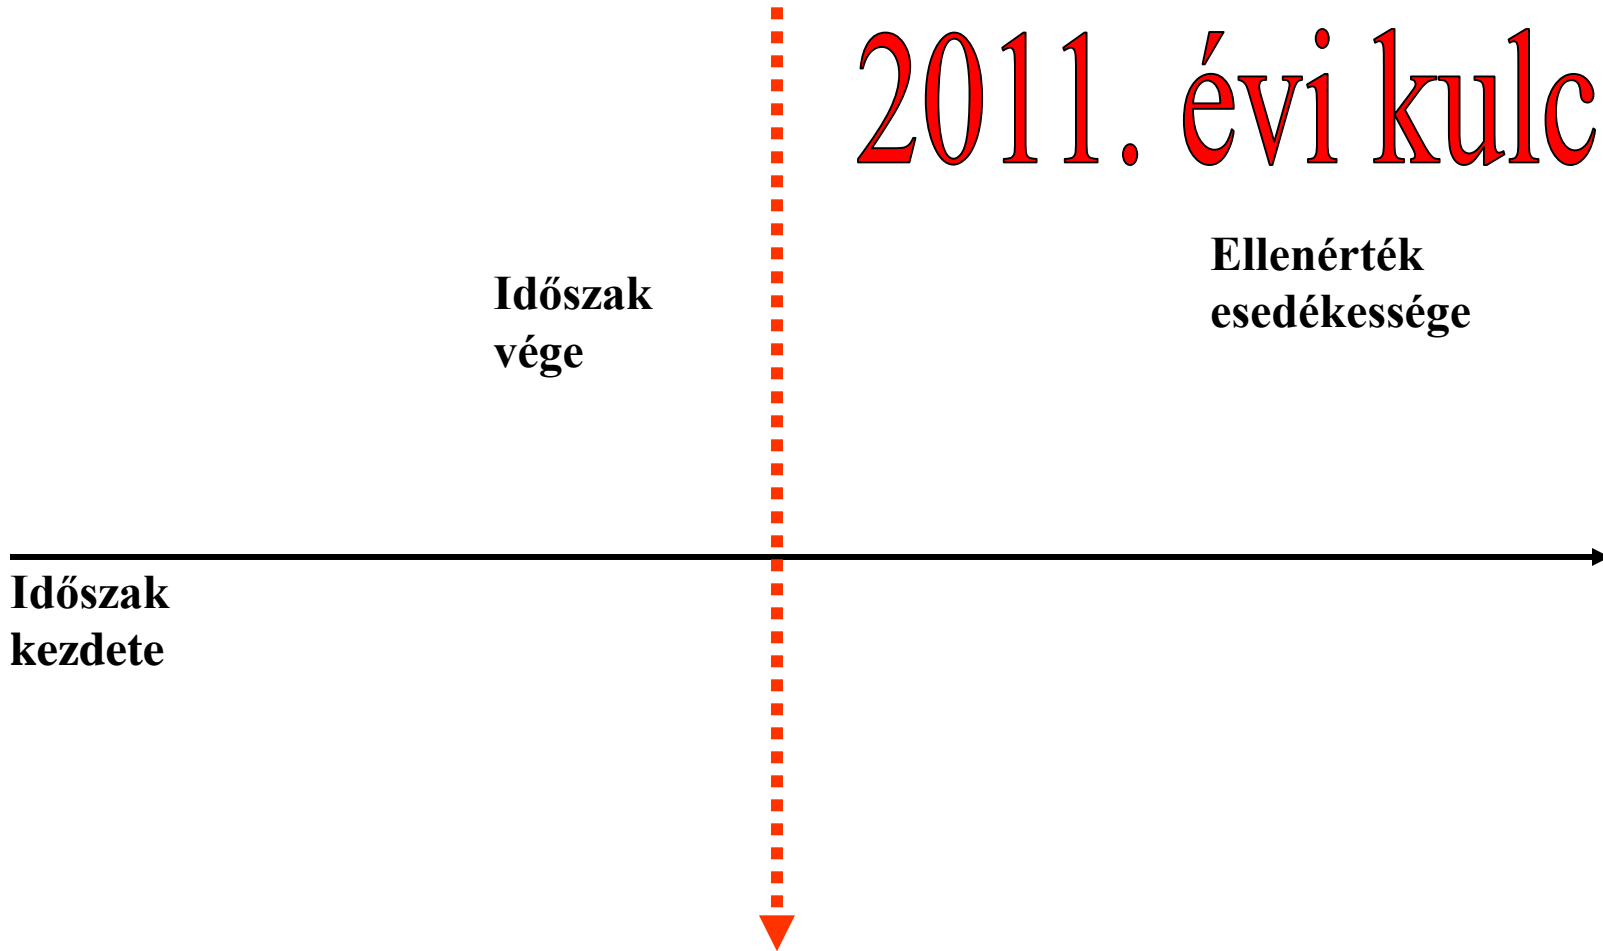 2011. évi kulc
Ellenérték
esedékessége
Időszak
vége
Időszak
kezdete